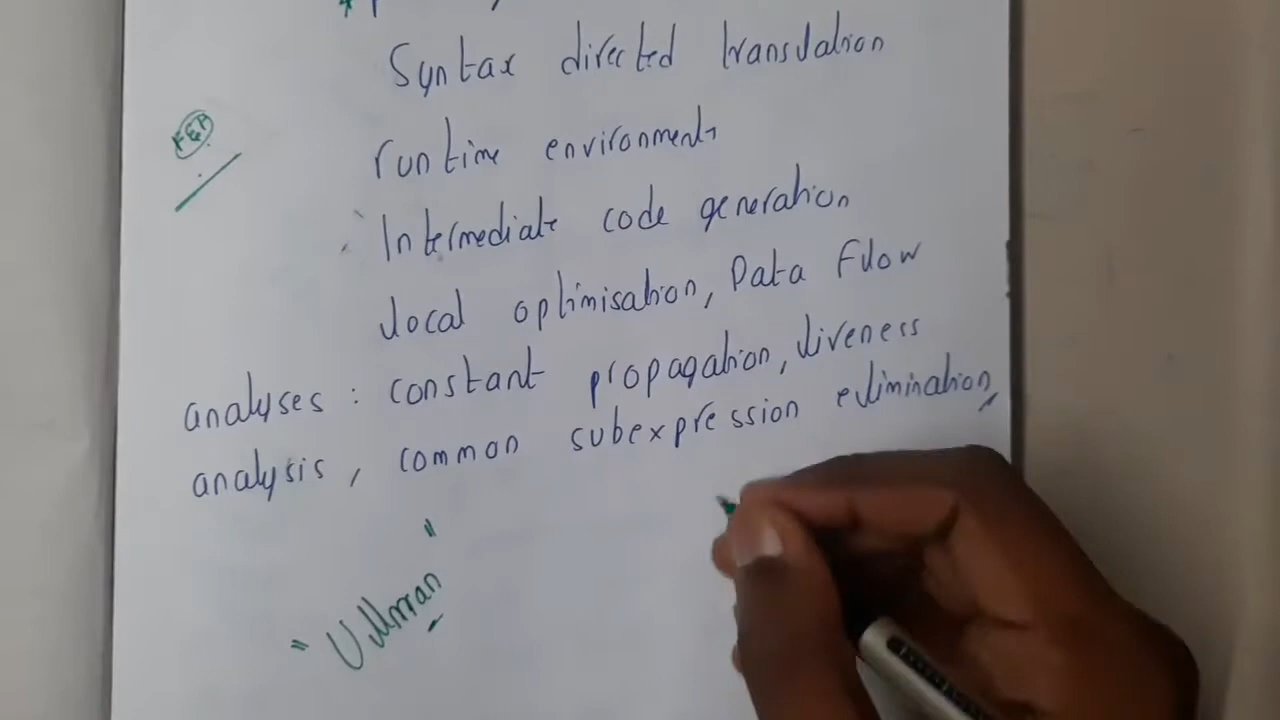 Syntax directed translation
runtime environments
Intermediate code generation
local optimisation, Data Flow
analyses : constant propagation, liveness
analysis, common subexpression elimination,
"Ullman"